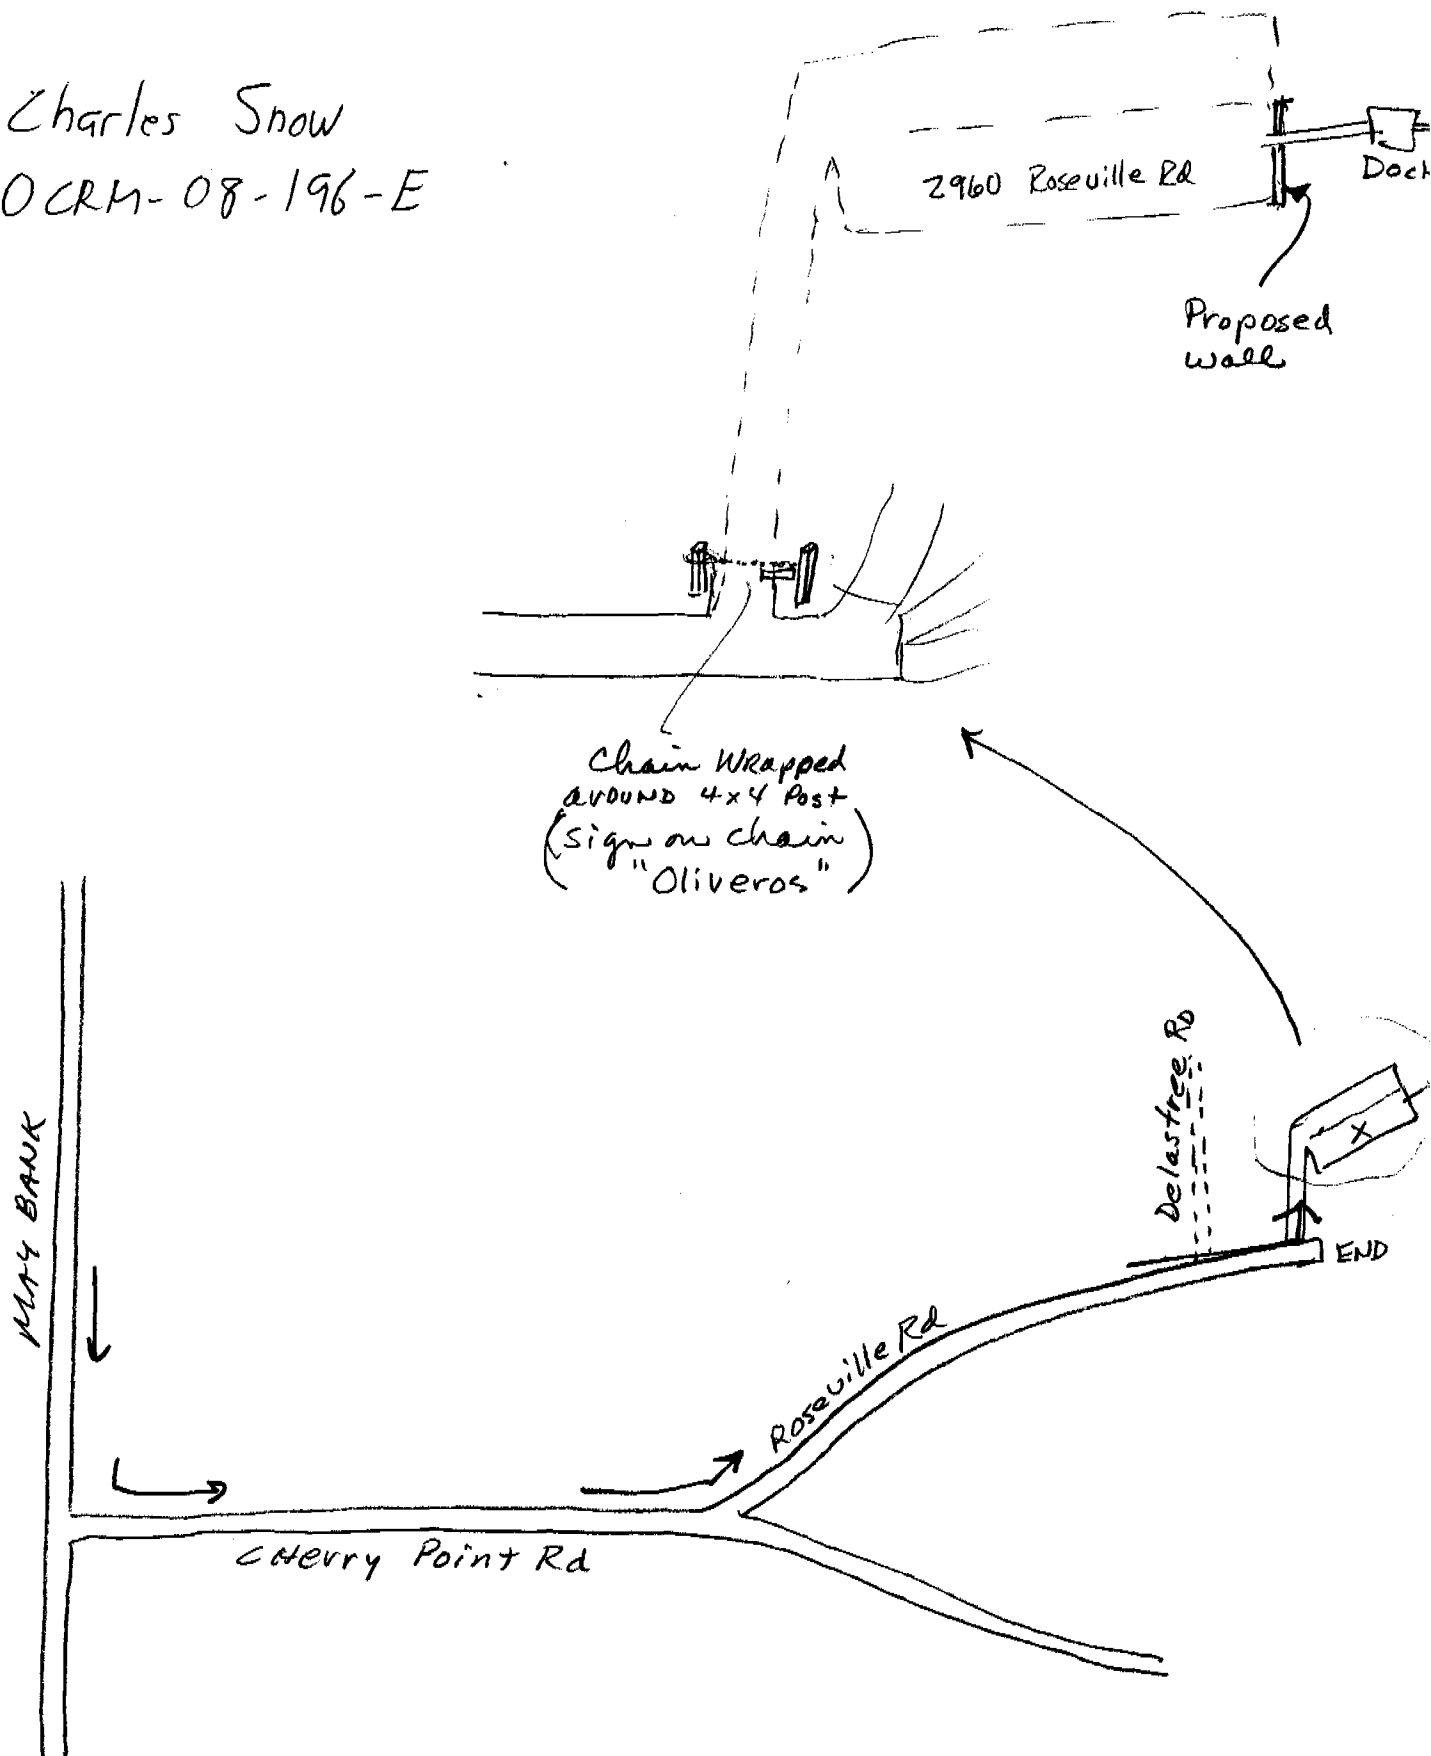 Charles Snow
OCRM-08-196-E
2960 Roseville Rd
Dock
Proposed
wall
Chain Wrapped
around 4x4 Post
(sign on chain
"Oliveros")
MAY BANK
Delastree RD
X
END
Roseville Rd
Cherry Point Rd